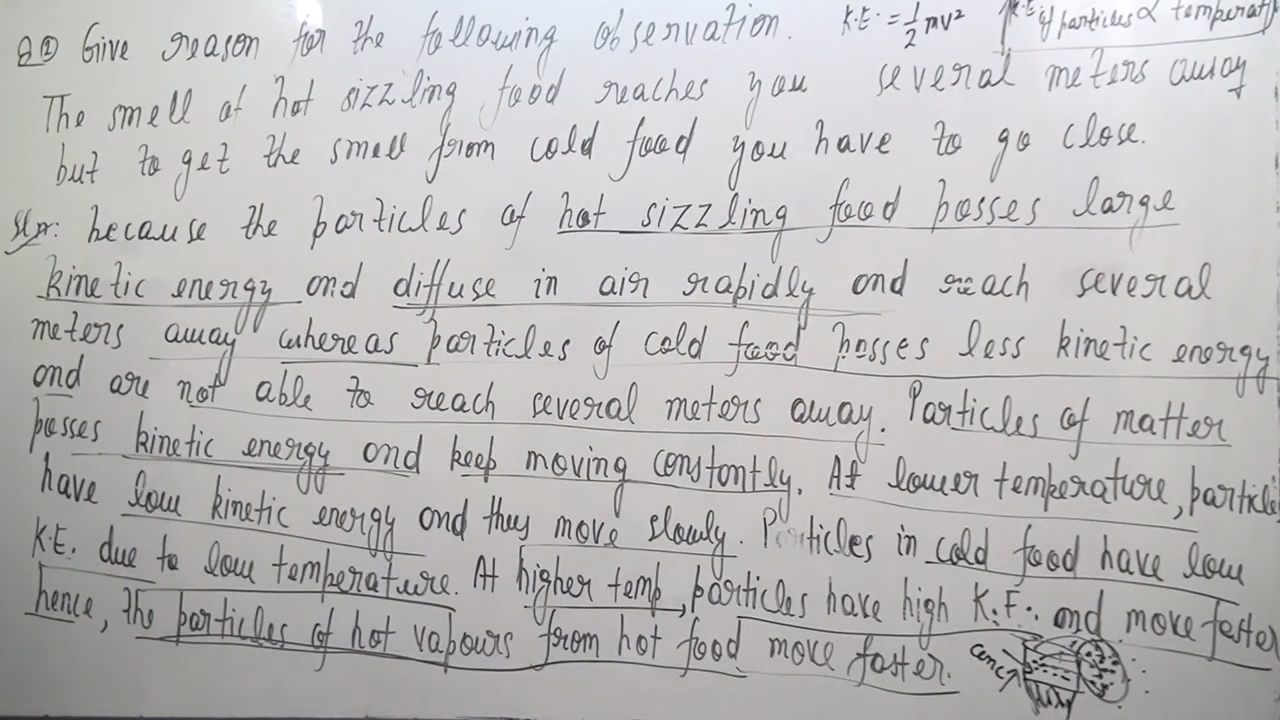 Q② Give reason for the following observation. K.E. = 1/2 mv² K.E of particles ∝ temperat
The smell of hot sizzling food reaches you several meters away
but to get the smell from cold food you have to go close.
because the particles of hot sizzling food posses large
kinetic energy and diffuse in air rapidly and reach several
meters away whereas particles of cold food posses less kinetic energy
and are not able to reach several meters away. Particles of matter
posses kinetic energy and keep moving constantly. At lower temperature, particle
have low kinetic energy and they move slowly. Particles in cold food have low
K.E. due to low temperature. At higher temp, particles have high K.E. and move faster
hence, the particles of hot vapours from hot food move faster.